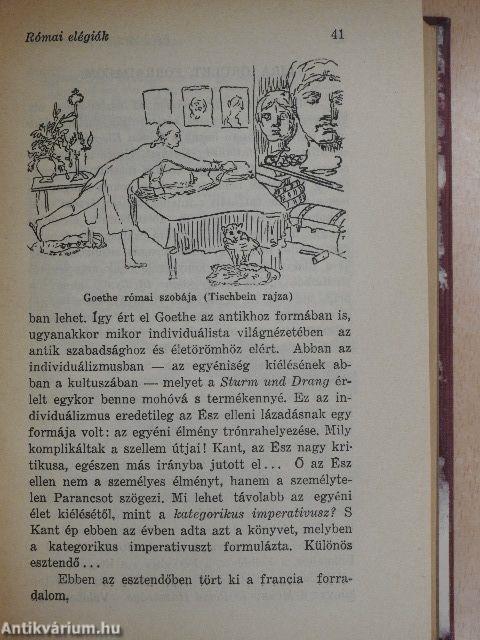 Római elégiák 41
Goethe római szobája (Tischbein rajza)
ban lehet. Így ért el Goethe az antikhoz formában is,
ugyanakkor mikor individuálista világnézetében az
antik szabadsághoz és életörömhöz elért. Abban az
individuálizmusban — az egyéniség kiélésének ab-
ban a kultuszában — melyet a Sturm und Drang ér-
lelt egykor benne mohóvá s termékennyé. Ez az in-
dividuálizmus eredetileg az Ész elleni lázadásnak egy
formája volt: az egyéni élmény trónrahelyezése. Mily
komplikáltak a szellem útjai! Kant, az Ész nagy kri-
tikusa, egészen más irányba jutott el... Ő az Ész
ellen nem a személyes élményt, hanem a személyte-
len Parancsot szögezi. Mi lehet távolabb az egyéni
élet kiélésétől, mint a kategorikus imperativusz? S
Kant ép ebben az évben adta azt a könyvet, melyben
a kategorikus imperativuszt formulázta. Különös
esztendő...
Ebben az esztendőben tört ki a francia forra-
dalom,
Antikvárium.hu